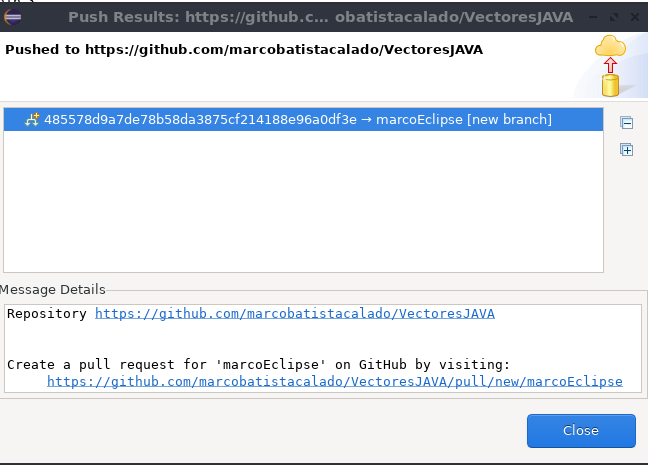 Push Results: https://github.c... obatistacalado/VectoresJAVA
Pushed to https://github.com/marcobatistacalado/VectoresJAVA
485578d9a7de78b58da3875cf214188e96a0df3e → marcoEclipse [new branch]
Message Details
Repository https://github.com/marcobatistacalado/VectoresJAVA
Create a pull request for 'marcoEclipse' on GitHub by visiting:
https://github.com/marcobatistacalado/VectoresJAVA/pull/new/marcoEclipse
Close